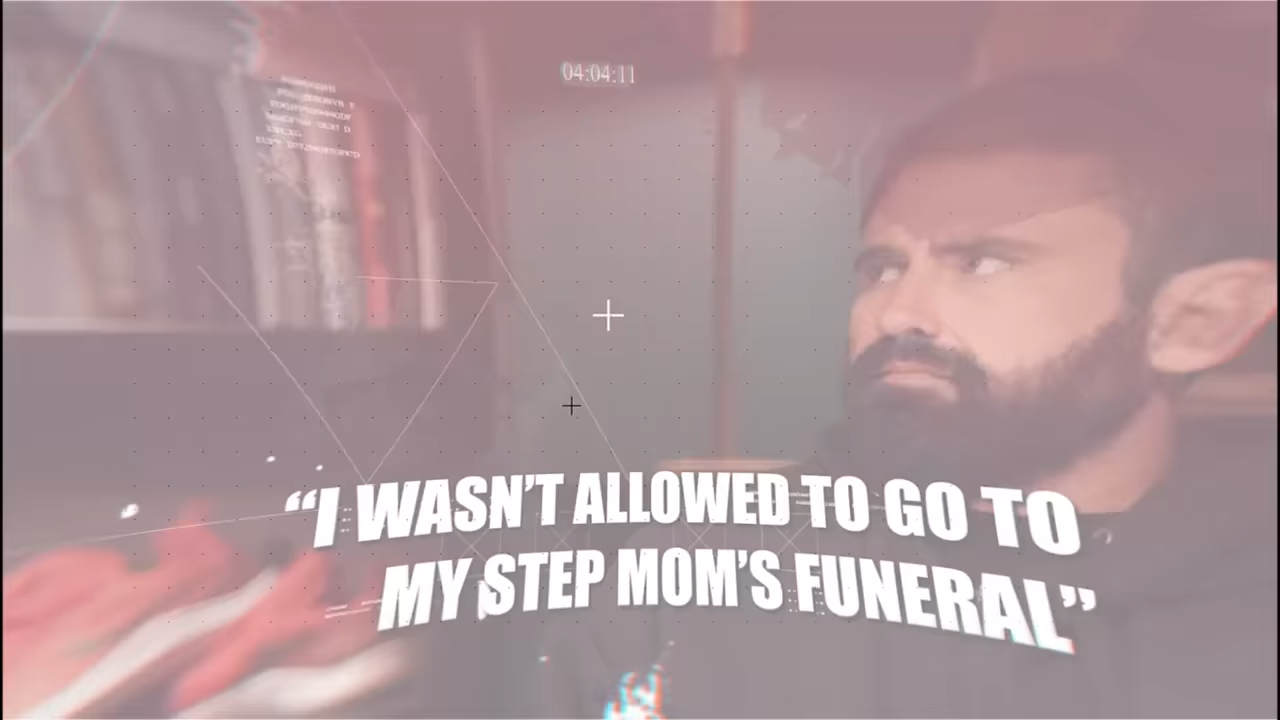 04:04:11
“I WASN’T ALLOWED TO GO TO
MY STEP MOM’S FUNERAL”